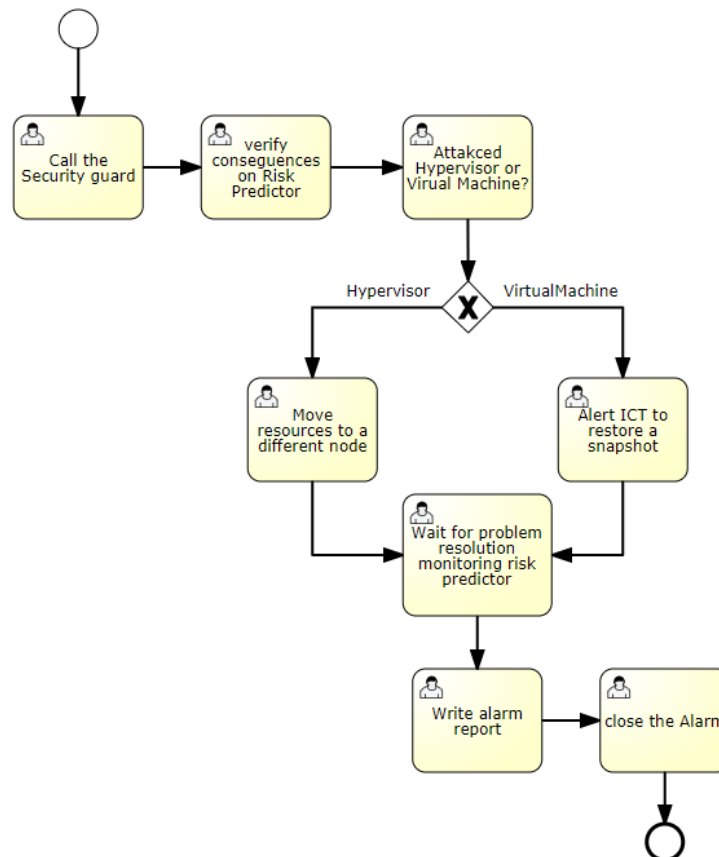 Call the
Security guard
verify
conseguences
on Risk
Predictor
Attakced
Hypervisor or
Virual Machine?
Hypervisor
VirtualMachine
Move
resources to a
different node
Alert ICT to
restore a
snapshot
Wait for problem
resolution
monitoring risk
predictor
Write alarm
report
close the Alarm